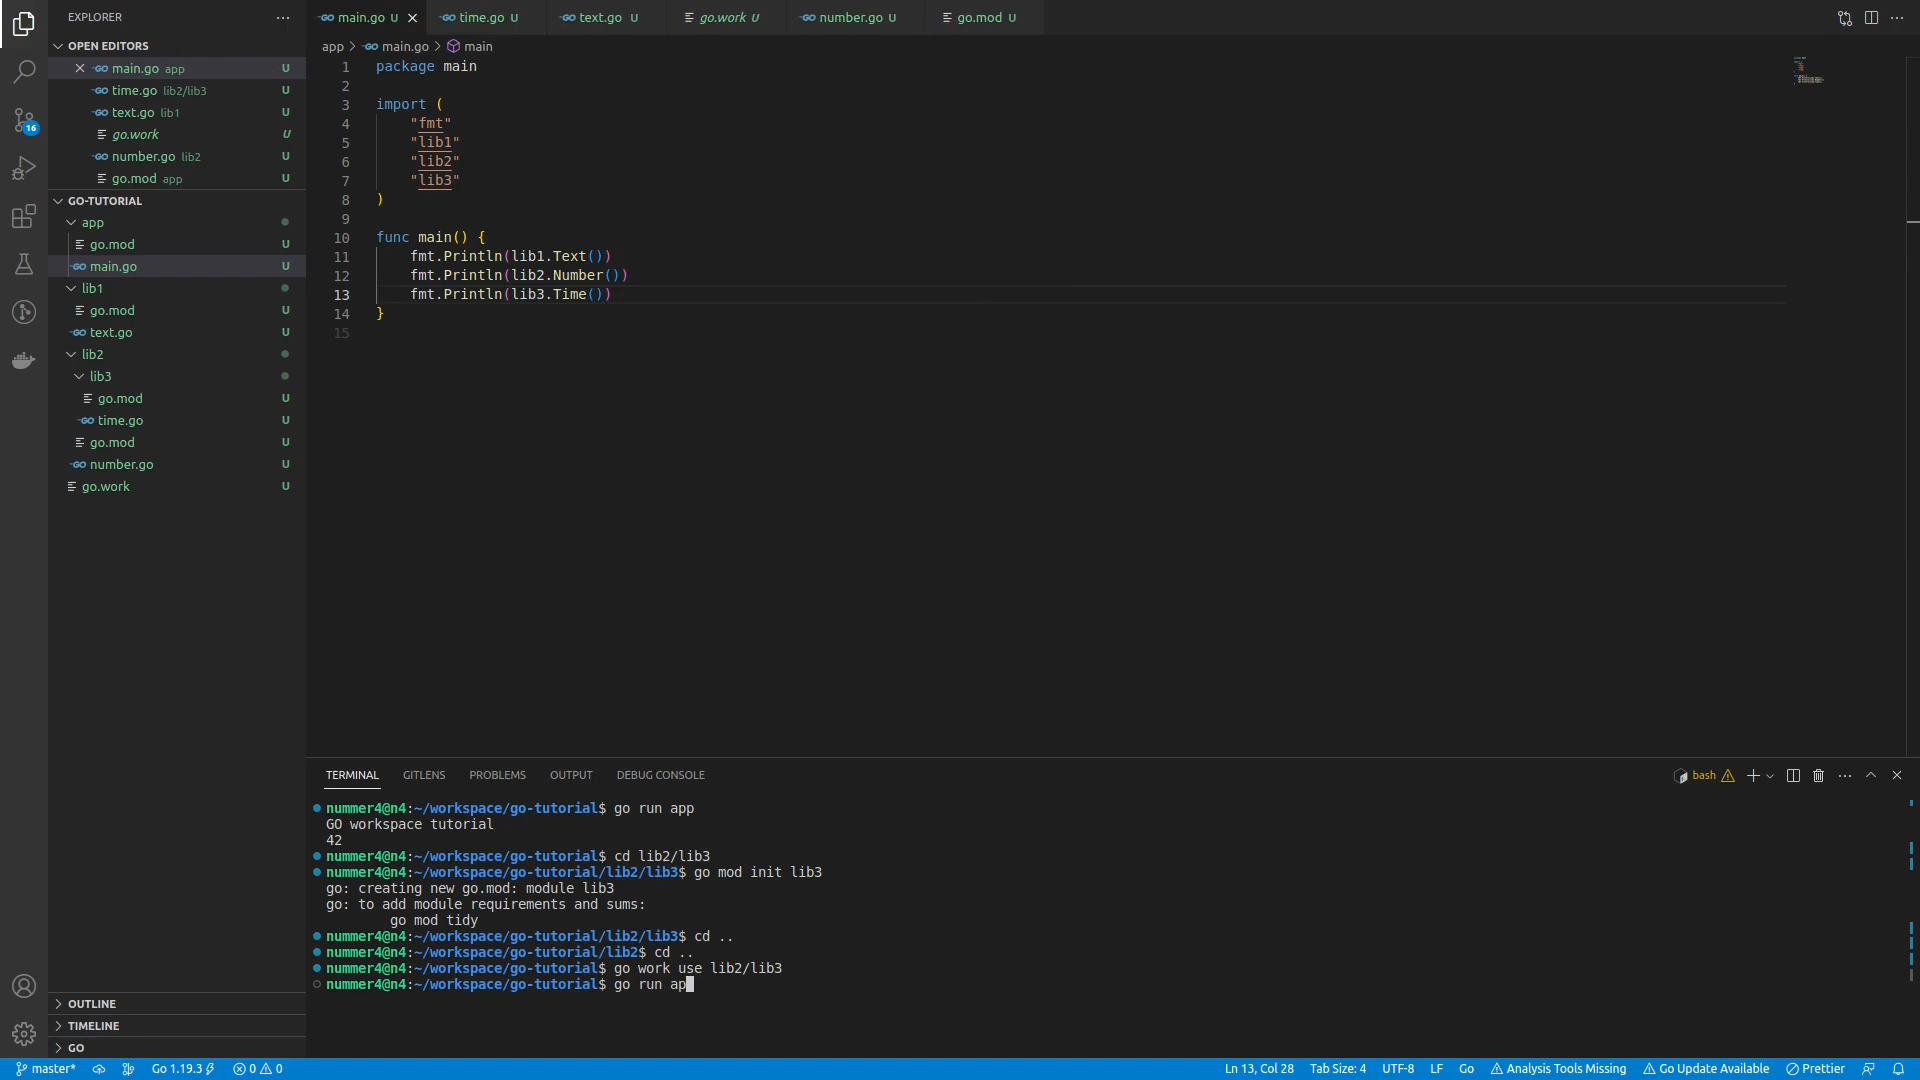 EXPLORER
OPEN EDITORS
main.go app U
time.go lib2/lib3 U
text.go lib1 U
go.work U
number.go lib2 U
go.mod app U
GO-TUTORIAL
app
go.mod U
main.go U
lib1
go.mod U
text.go U
lib2
lib3
go.mod U
time.go U
go.mod U
number.go U
go.work U
OUTLINE
TIMELINE
GO
16
main.go U
time.go U
text.go U
go.work U
number.go U
go.mod U
app > main.go > main
1 package main
2
3 import (
4 "fmt"
5 "lib1"
6 "lib2"
7 "lib3"
8 )
9
10 func main() {
11 fmt.Println(lib1.Text())
12 fmt.Println(lib2.Number())
13 fmt.Println(lib3.Time())
14 }
15
TERMINAL GITLENS PROBLEMS OUTPUT DEBUG CONSOLE
bash
nummer4@n4:~/workspace/go-tutorial$ go run app
GO workspace tutorial
42
nummer4@n4:~/workspace/go-tutorial$ cd lib2/lib3
nummer4@n4:~/workspace/go-tutorial/lib2/lib3$ go mod init lib3
go: creating new go.mod: module lib3
go: to add module requirements and sums:
go mod tidy
nummer4@n4:~/workspace/go-tutorial/lib2/lib3$ cd ..
nummer4@n4:~/workspace/go-tutorial/lib2$ cd ..
nummer4@n4:~/workspace/go-tutorial$ go work use lib2/lib3
nummer4@n4:~/workspace/go-tutorial$ go run ap
master* Go 1.19.3 0 0 Ln 13, Col 28 Tab Size: 4 UTF-8 LF Go Analysis Tools Missing Go Update Available Prettier